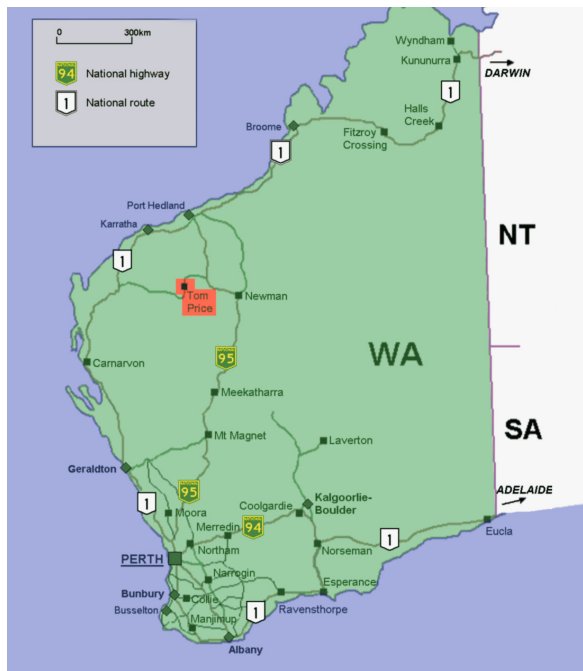 0
300km
94
National highway
1
National route
Wyndham
Kununurra
DARWIN
1
Halls
Creek
Fitzroy
Crossing
Broome
1
Port Hedland
Karratha
NT
1
Tom
Price
Newman
95
WA
Carnarvon
Meekatharra
SA
Mt Magnet
Laverton
Geraldton
ADELAIDE
95
1
Kalgoorlie-
Boulder
Moora
Coolgardie
Merredin
94
Eucla
1
Northam
Norseman
PERTH
Narrogin
Esperance
Bunbury
Collie
Busselton
1
Ravensthorpe
Manjimup
Albany